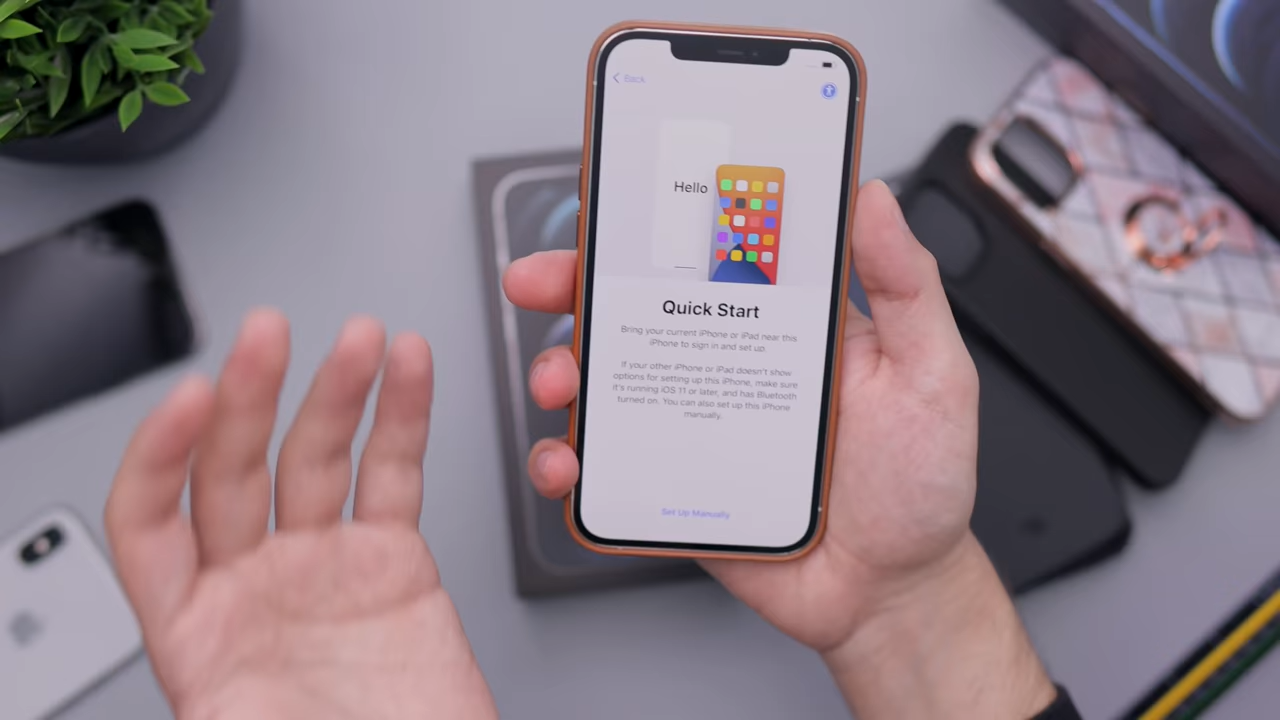 Back
Hello
Quick Start
Bring your current iPhone or iPad near this
iPhone to sign in and set up.
If your other iPhone or iPad doesn't show
options for setting up this iPhone, make sure
it's running iOS 11 or later, and has Bluetooth
turned on. You can also set up this iPhone
manually.
Set Up Manually